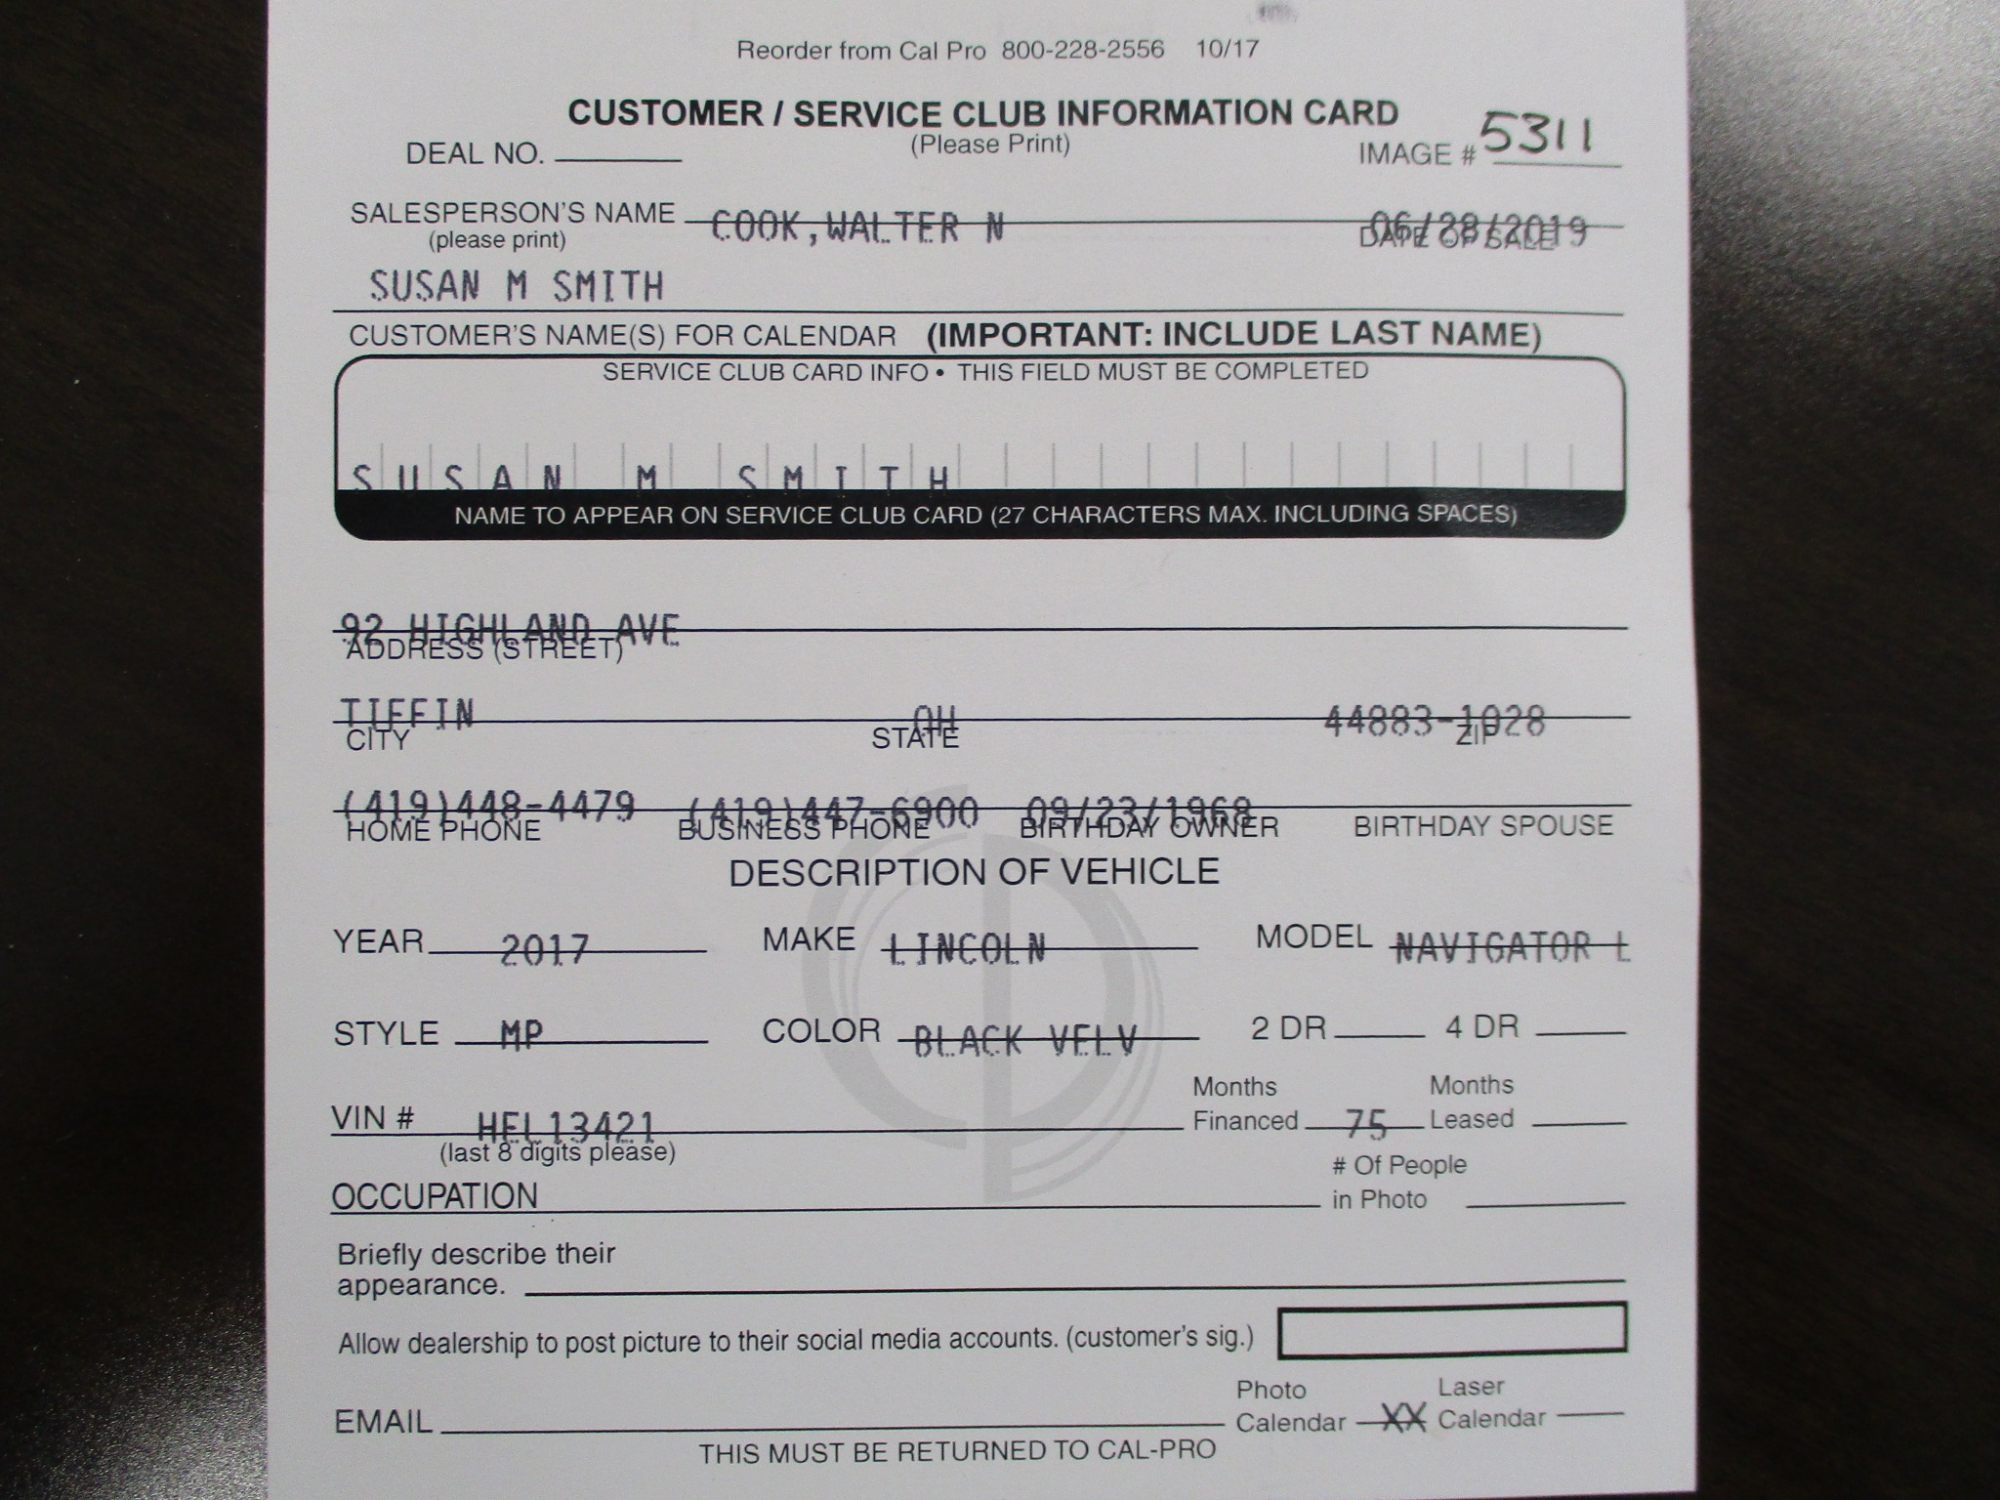 Reorder from Cal Pro 800-228-2556 10/17
CUSTOMER / SERVICE CLUB INFORMATION CARD
(Please Print)
DEAL NO. IMAGE # 5311
SALESPERSON'S NAME COOK,WALTER N 06/28/2019
(please print) DATE OF SALE
SUSAN M SMITH
CUSTOMER'S NAME(S) FOR CALENDAR (IMPORTANT: INCLUDE LAST NAME)
SERVICE CLUB CARD INFO • THIS FIELD MUST BE COMPLETED
SUSAN M SMITH
NAME TO APPEAR ON SERVICE CLUB CARD (27 CHARACTERS MAX. INCLUDING SPACES)
92 HIGHLAND AVE
ADDRESS (STREET)
TIFFIN OH 44883-1028
CITY STATE ZIP
(419)448-4479 (419)447-6900 09/23/1968
HOME PHONE BUSINESS PHONE BIRTHDAY OWNER BIRTHDAY SPOUSE
DESCRIPTION OF VEHICLE
YEAR 2017 MAKE LINCOLN MODEL NAVIGATOR L
STYLE MP COLOR BLACK VELV 2 DR 4 DR
Months Months
VIN # HEL13421 Financed 75 Leased
(last 8 digits please)
# Of People
OCCUPATION in Photo
Briefly describe their
appearance.
Allow dealership to post picture to their social media accounts. (customer's sig.)
Photo Laser
EMAIL Calendar XX Calendar
THIS MUST BE RETURNED TO CAL-PRO